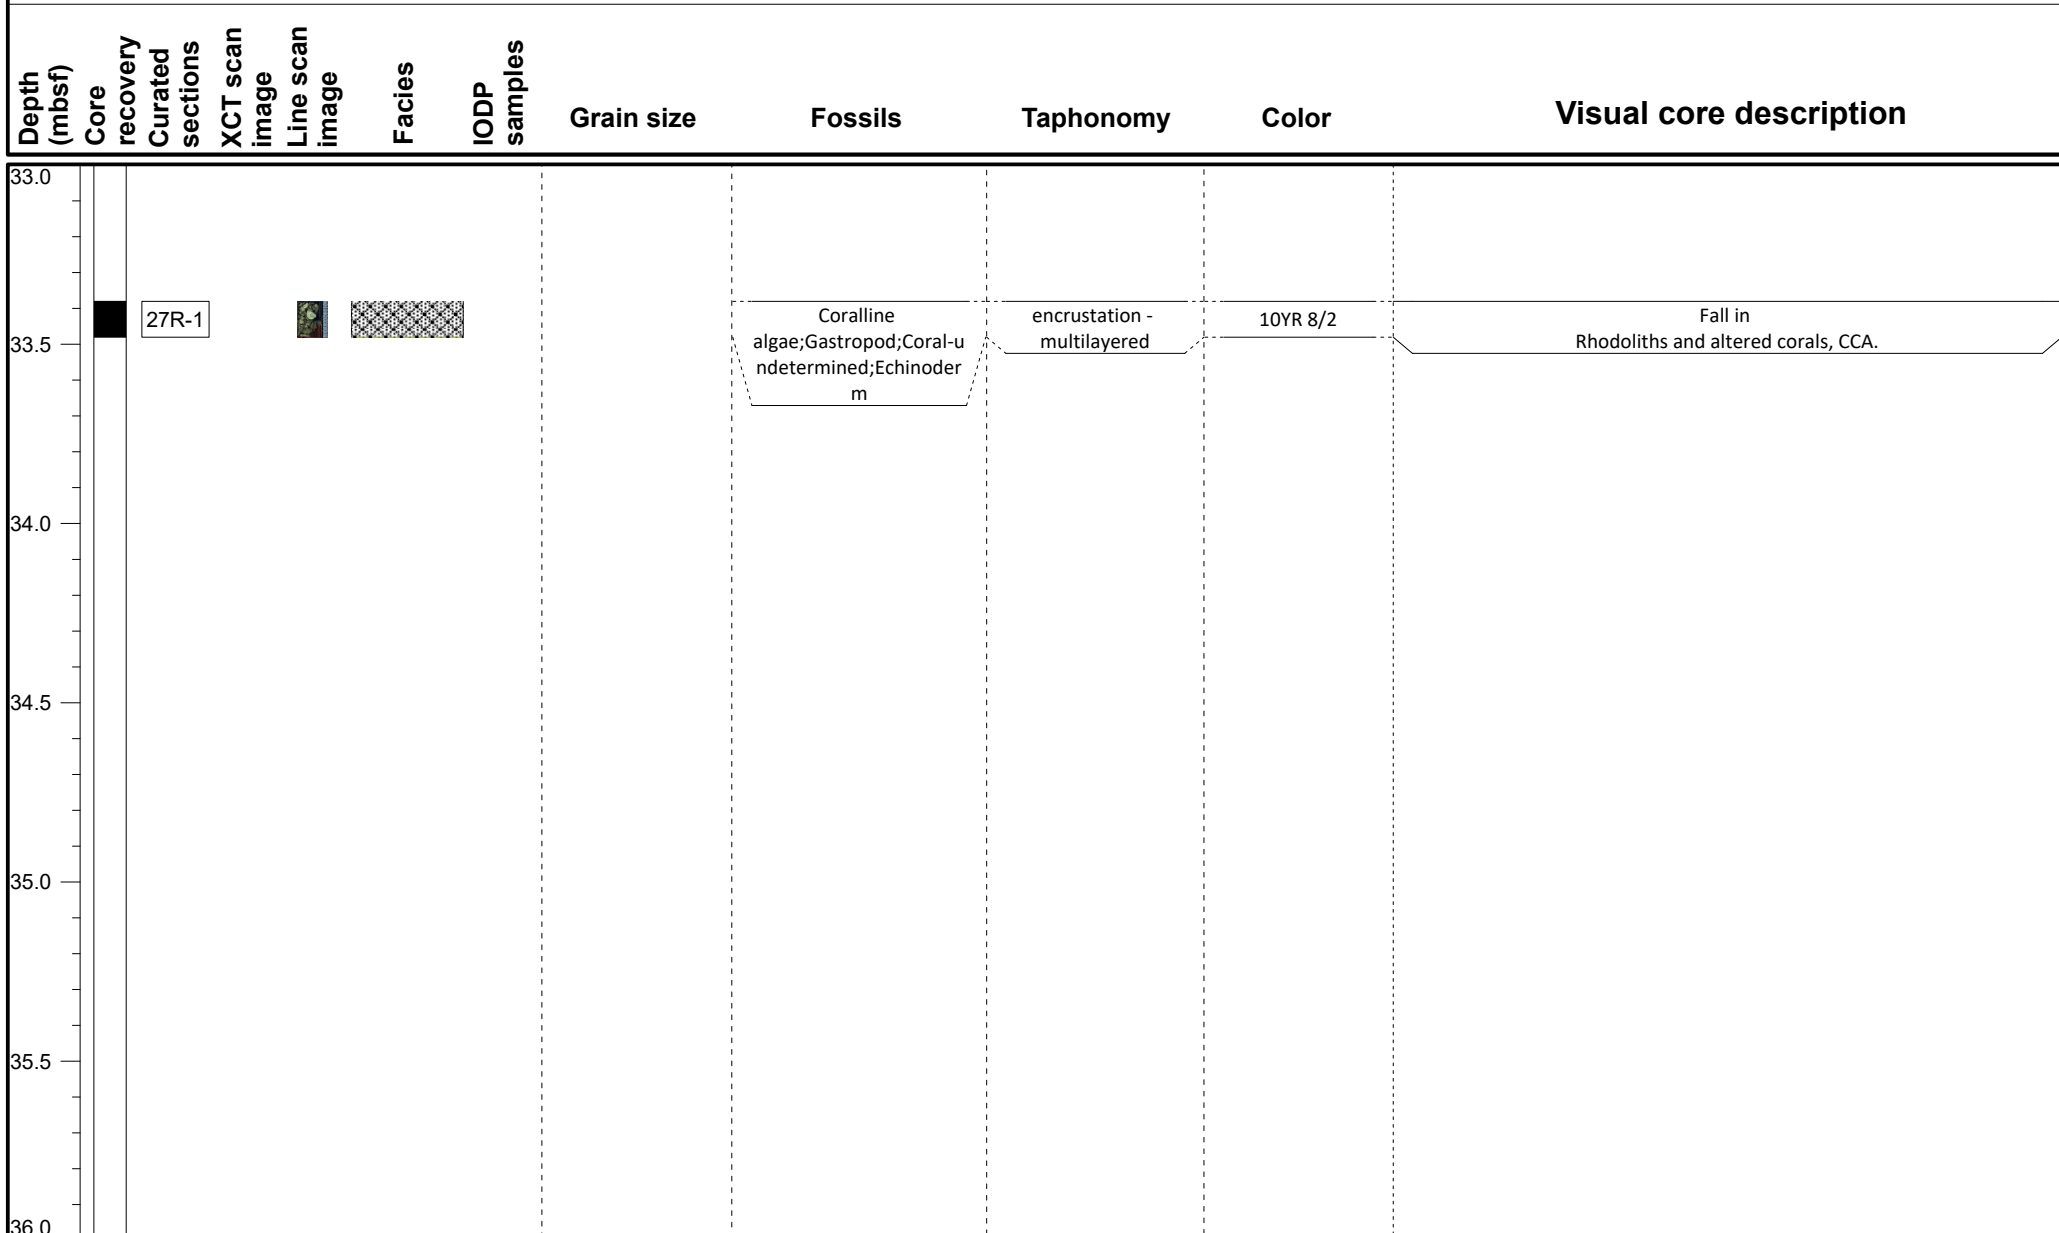 Depth
(mbsf)
Core
recovery
Curated
sections
XCT scan
image
Line scan
image
Facies
IODP
samples
Grain size
Fossils
Taphonomy
Color
Visual core description
33.0
27R-1
Coralline
algae;Gastropod;Coral-u
ndetermined;Echinoder
m
encrustation -
multilayered
10YR 8/2
Fall in
Rhodoliths and altered corals, CCA.
33.5
34.0
34.5
35.0
35.5
36.0